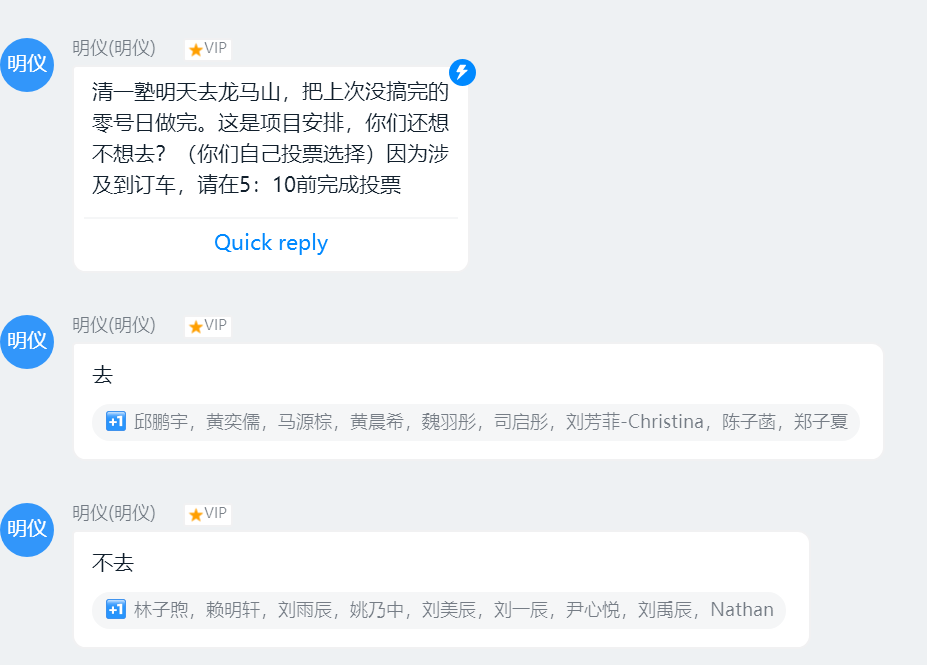 明仪(明仪) VIP
明仪
清一塾明天去龙马山，把上次没搞完的
零号日做完。这是项目安排，你们还想
不想去？（你们自己投票选择）因为涉
及到订车，请在5：10前完成投票
Quick reply
明仪(明仪) VIP
明仪
去
+1 邱鹏宇，黄奕儒，马源棕，黄晨希，魏羽彤，司启彤，刘芳菲-Christina，陈子菡，郑子夏
明仪(明仪) VIP
明仪
不去
+1 林子煦，赖明轩，刘雨辰，姚乃中，刘美辰，刘一辰，尹心悦，刘禹辰，Nathan